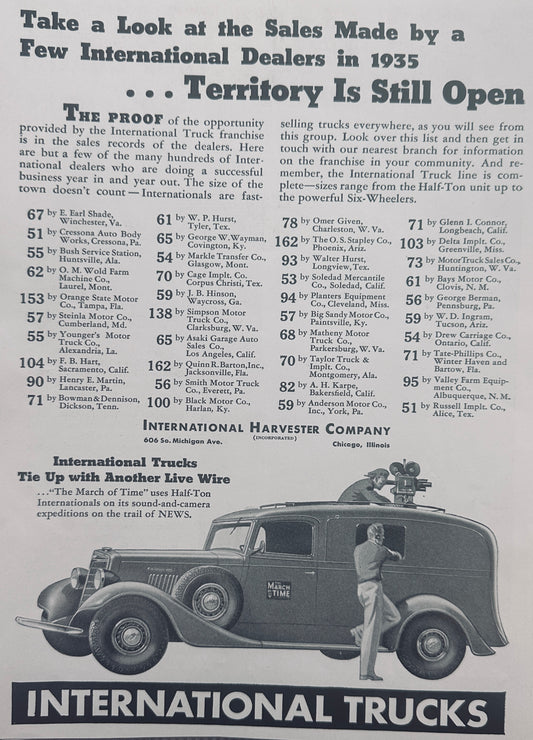 Take a Look at the Sales Made by a
Few International Dealers in 1935
... Territory Is Still Open
THE PROOF of the opportunity
provided by the International Truck franchise
is in the sales records of the dealers. Here
are but a few of the many hundreds of Inter-
national dealers who are doing a successful
business year in and year out. The size of the
town doesn't count—Internationals are fast-
selling trucks everywhere, as you will see from
this group. Look over this list and then get in
touch with our nearest branch for information
on the franchise in your community. And re-
member, the International Truck line is com-
plete—sizes range from the Half-Ton unit up to
the powerful Six-Wheelers.
67 by E. Earl Shade,
Winchester, Va.
51 by Cressona Auto Body
Works, Cressona, Pa.
55 by Bush Service Station,
Huntsville, Ala.
62 by O. M. Wold Farm
Machine Co.,
Laurel, Mont.
153 by Orange State Motor
Co., Tampa, Fla.
57 by Steinla Motor Co.,
Cumberland, Md.
55 by Younger's Motor
Truck Co.,
Alexandria, La.
104 by F. B. Hart,
Sacramento, Calif.
90 by Henry E. Martin,
Lancaster, Pa.
71 by Bowman & Dennison,
Dickson, Tenn.
61 by W. P. Hurst,
Tyler, Tex.
65 by George W. Wayman,
Covington, Ky.
54 by Markle Transfer Co.,
Glasgow, Mont.
70 by Cage Implt. Co.,
Corpus Christi, Tex.
59 by J. B. Hinson,
Waycross, Ga.
138 by Simpson Motor
Truck Co.,
Clarksburg, W. Va.
65 by Asaki Garage Auto
Sales Co.,
Los Angeles, Calif.
162 by Quinn R. Barton, Inc.,
Jacksonville, Fla.
56 by Smith Motor Truck
Co., Everett, Pa.
100 by Black Motor Co.,
Harlan, Ky.
78 by Omer Given,
Charleston, W. Va.
162 by The O. S. Stapley Co.,
Phoenix, Ariz.
93 by Walter Hurst,
Longview, Tex.
53 by Soledad Mercantile
Co., Soledad, Calif.
94 by Planters Equipment
Co., Cleveland, Miss.
57 by Big Sandy Motor Co.,
Paintsville, Ky.
68 by Matheny Motor
Truck Co.,
Parkersburg, W. Va.
70 by Taylor Truck &
Implt. Co.,
Montgomery, Ala.
82 by A. H. Karpe,
Bakersfield, Calif.
59 by Anderson Motor Co.,
Inc., York, Pa.
71 by Glenn I. Connor,
Longbeach, Calif.
103 by Delta Implt. Co.,
Greenville, Miss.
73 by Motor Truck Sales Co.,
Huntington, W. Va.
61 by Bays Motor Co.,
Clovis, N. M.
56 by George Berman,
Pennsburg, Pa.
59 by W. D. Ingram,
Tucson, Ariz.
54 by Drew Carriage Co.,
Ontario, Calif.
71 by Tate-Phillips Co.,
Winter Haven and
Bartow, Fla.
95 by Valley Farm Equip-
ment Co.,
Albuquerque, N. M.
51 by Russell Implt. Co.,
Alice, Tex.
INTERNATIONAL HARVESTER COMPANY
606 So. Michigan Ave. (INCORPORATED) Chicago, Illinois
International Trucks
Tie Up with Another Live Wire
..."The March of Time" uses Half-Ton
Internationals on its sound-and-camera
expeditions on the trail of NEWS.
MARCH
OF TIME
INTERNATIONAL TRUCKS